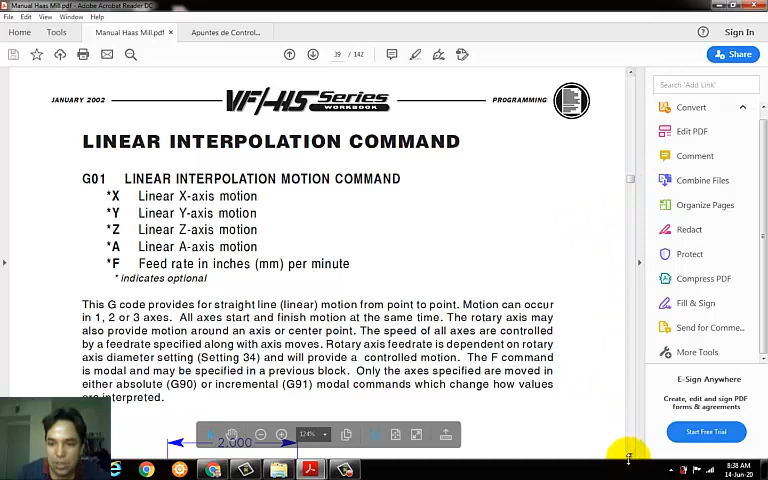 Manual Haas Mill.pdf - Adobe Acrobat Reader DC
File Edit View Window Help
Home Tools Manual Haas Mill.pdf × Apuntes de Control... Sign In
39 / 142 Share
JANUARY 2002 VF/HS Series WORKBOOK PROGRAMMING
LINEAR INTERPOLATION COMMAND
G01 LINEAR INTERPOLATION MOTION COMMAND
*X Linear X-axis motion
*Y Linear Y-axis motion
*Z Linear Z-axis motion
*A Linear A-axis motion
*F Feed rate in inches (mm) per minute
* indicates optional
This G code provides for straight line (linear) motion from point to point. Motion can occur
in 1, 2 or 3 axes. All axes start and finish motion at the same time. The rotary axis may
also provide motion around an axis or center point. The speed of all axes are controlled
by a feedrate specified along with axis moves. Rotary axis feedrate is dependent on rotary
axis diameter setting (Setting 34) and will provide a controlled motion. The F command
is modal and may be specified in a previous block. Only the axes specified are moved in
either absolute (G90) or incremental (G91) modal commands which change how values
are interpreted.
2.000
124%
Search 'Add Link'
Convert
Edit PDF
Comment
Combine Files
Organize Pages
Redact
Protect
Compress PDF
Fill & Sign
Send for Comme...
More Tools
E-Sign Anywhere
Create, edit and sign PDF
forms & agreements
Start Free Trial
8:38 AM
14-Jun-20